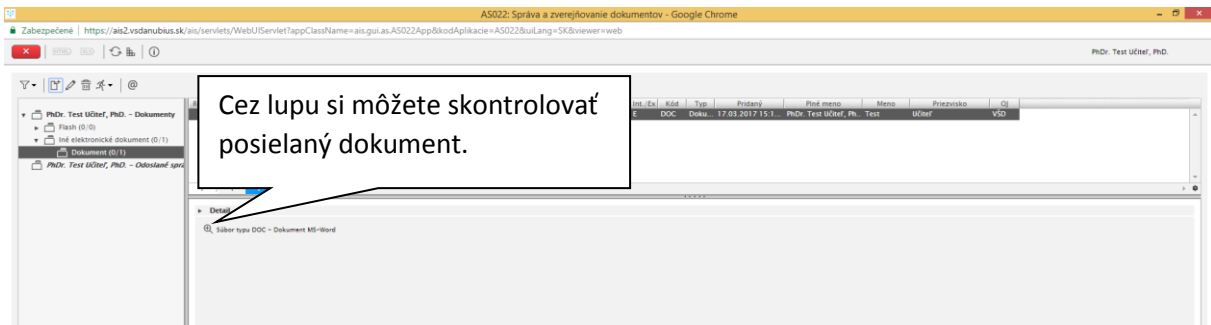 AS022: Správa a zverejňovanie dokumentov - Google Chrome
Zabezpečené | https://ais2.vsdanubius.sk/ais/servlets/WebUIServlet?appClassName=ais.gui.as.AS022App&kodAplikacie=AS022&uiLang=SK&viewer=web
PhDr. Test Učiteľ, PhD.
Cez lupu si môžete skontrolovať
posielaný dokument.
Int./Ex Kód Typ Pridaný Plné meno Meno Priezvisko OJ
E DOC Doku... 17.03.2017 15:1... PhDr. Test Učiteľ, Ph... Test Učiteľ VŠD
PhDr. Test Učiteľ, PhD. – Dokumenty
Flash (0/0)
Iné elektronické dokument (0/1)
Dokument (0/1)
PhDr. Test Učiteľ, PhD. – Odoslané sprá
Detail
Súbor typu DOC - Dokument MS-Word